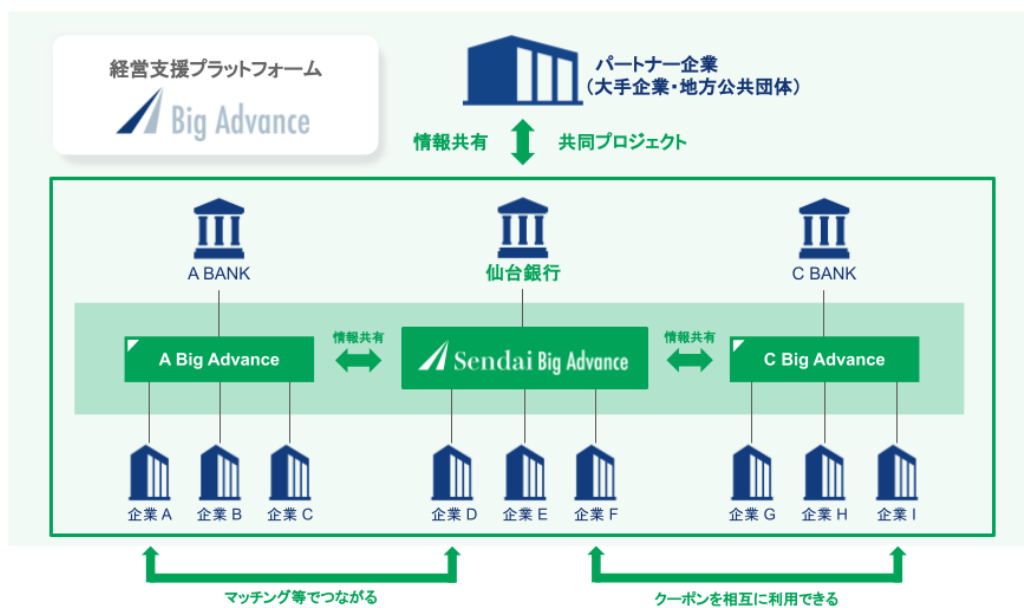 経営支援プラットフォーム
Big Advance
パートナー企業
(大手企業・地方公共団体)
情報共有
共同プロジェクト
A BANK
仙台銀行
C BANK
A Big Advance
情報共有
Sendai Big Advance
情報共有
C Big Advance
企業 A
企業 B
企業 C
企業 D
企業 E
企業 F
企業 G
企業 H
企業 I
マッチング等でつながる
クーポンを相互に利用できる